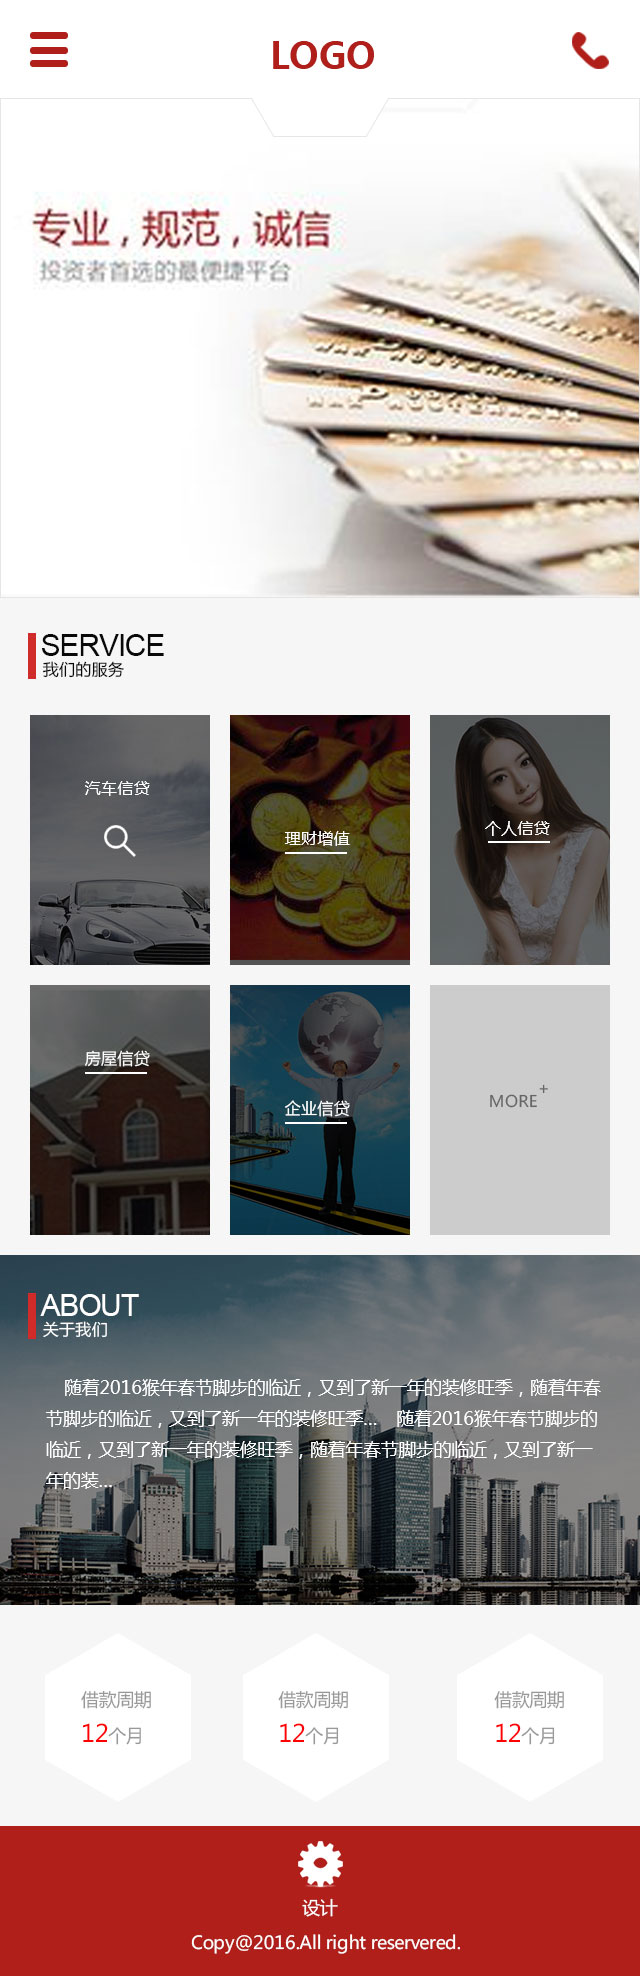 LOGO
专业，规范，诚信
投资者首选的最便捷平台
SERVICE
我们的服务
汽车信贷
理财增值
个人信贷
房屋信贷
企业信贷
MORE+
ABOUT
关于我们
随着2016猴年春节脚步的临近，又到了新一年的装修旺季，随着年春
节脚步的临近，又到了新一年的装修旺季... 随着2016猴年春节脚步的
临近，又到了新一年的装修旺季，随着年春节脚步的临近，又到了新一
年的装...
借款周期
12个月
借款周期
12个月
借款周期
12个月
设计
Copy@2016.All right reservered.